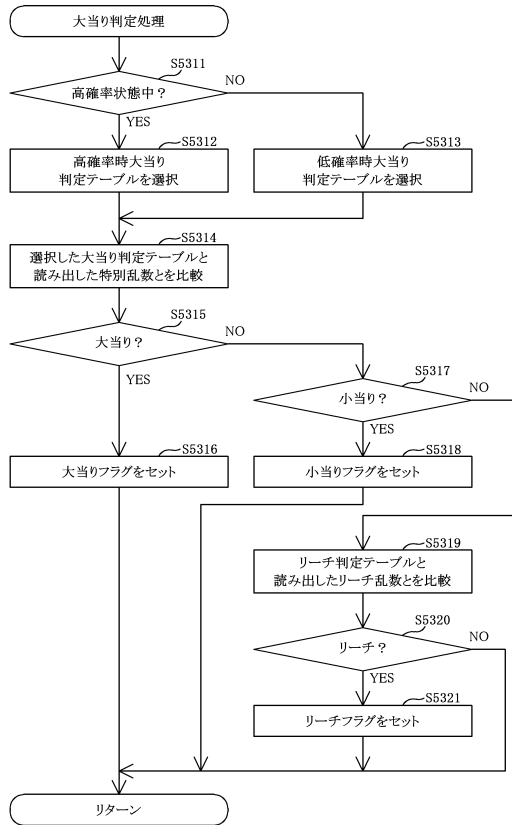 大当り判定処理
S5311
高確率状態中?
NO
YES
S5312
高確率時大当り
判定テーブルを選択
S5313
低確率時大当り
判定テーブルを選択
S5314
選択した大当り判定テーブルと
読み出した特別乱数とを比較
S5315
大当り?
NO
YES
S5317
小当り?
NO
YES
S5316
大当りフラグをセット
S5318
小当りフラグをセット
S5319
リーチ判定テーブルと
読み出したリーチ乱数とを比較
S5320
リーチ?
NO
YES
S5321
リーチフラグをセット
リターン